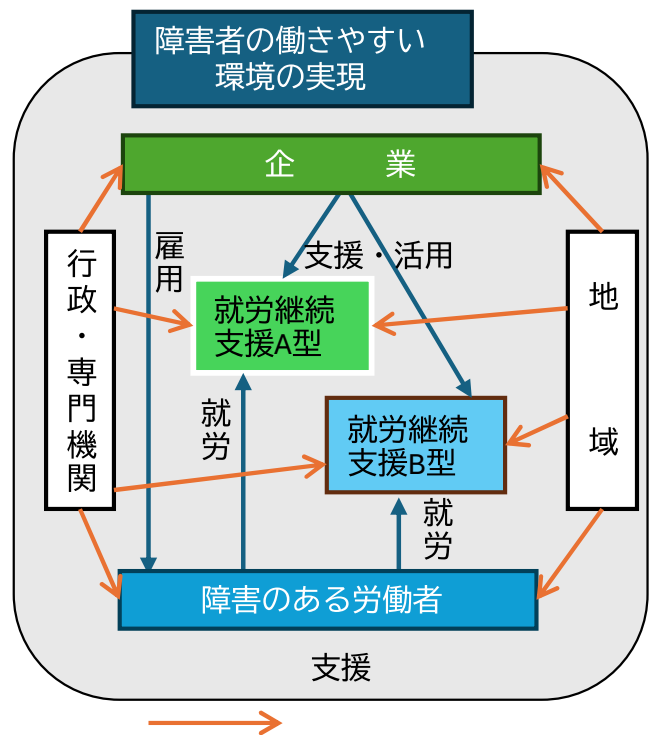 障害者の働きやすい
環境の実現
企　業
雇用
支援・活用
行政・専門機関
就労継続
支援A型
地域
就労
就労継続
支援B型
就労
障害のある労働者
支援